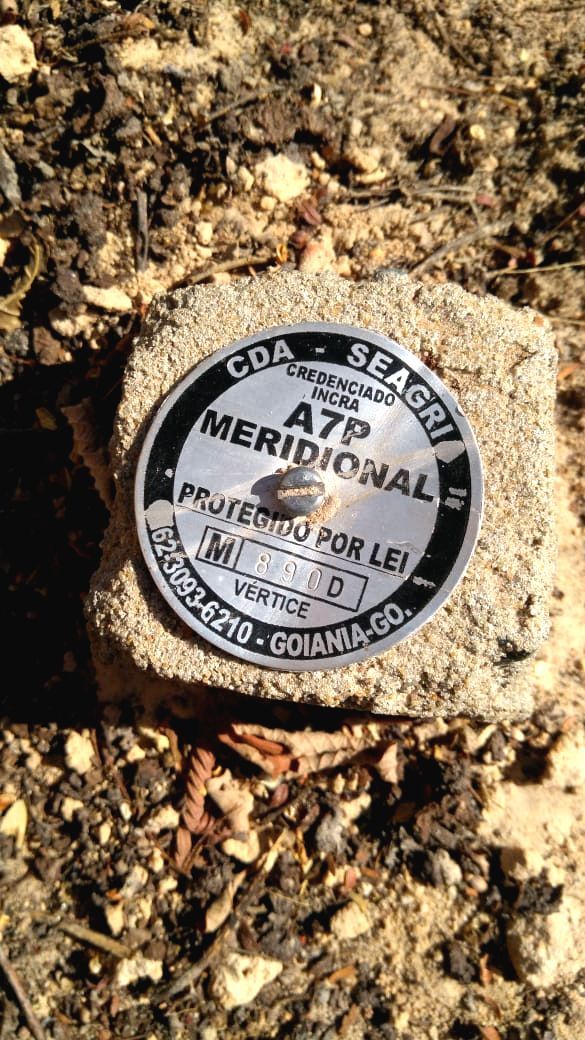 CDA - SEAGRI
CREDENCIADO
INCRA
A7P
MERIDIONAL
PROTEGIDO POR LEI
M 890D
VÉRTICE
62-3093-6210 - GOIANIA-GO.